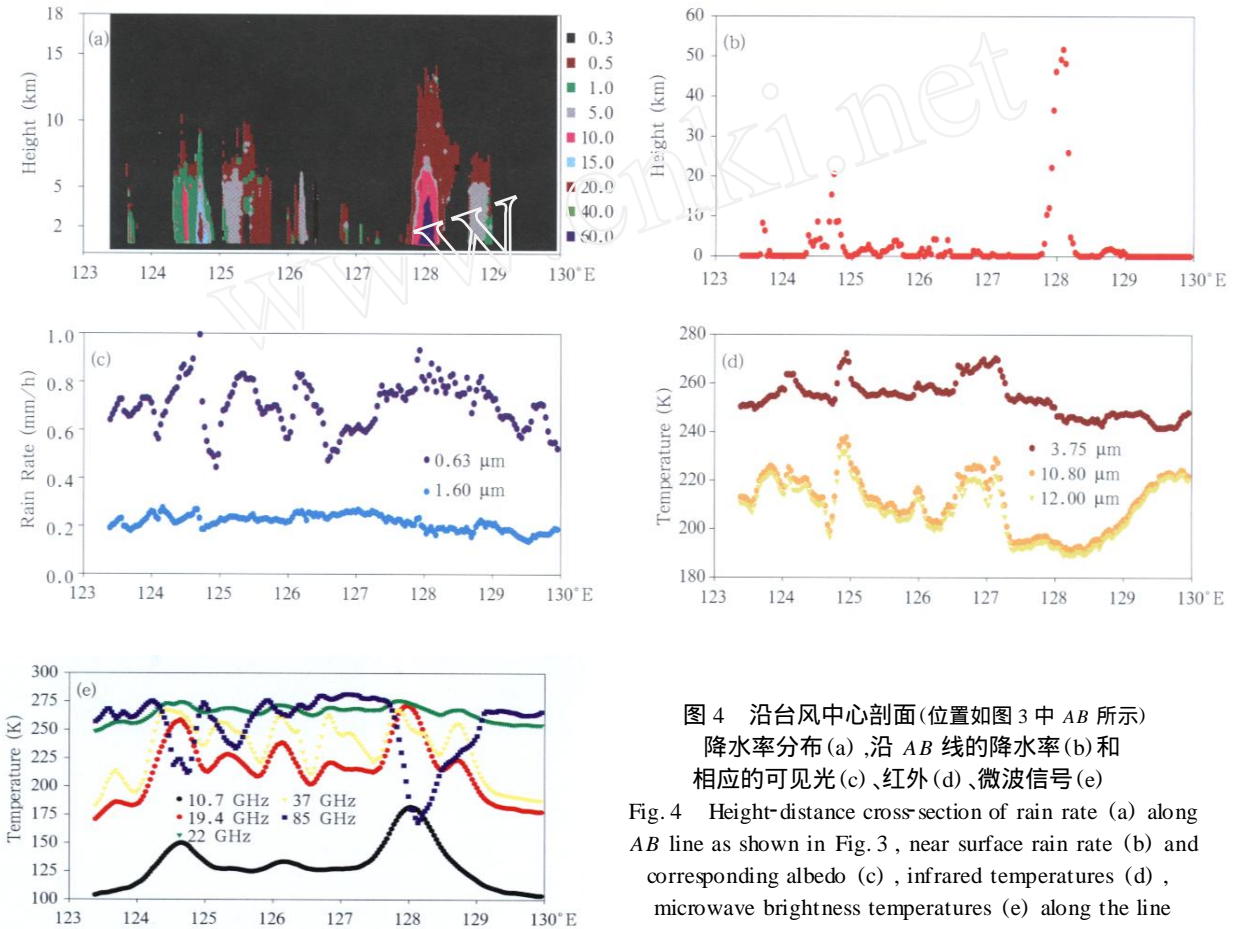 (a)
Height (km)
18
15
10
5
2
123 124 125 126 127 128 129 130°E
0.3
0.5
1.0
5.0
10.0
15.0
20.0
40.0
60.0
(b)
Height (km)
60
50
40
30
20
10
0
123 124 125 126 127 128 129 130°E
(c)
Rain Rate (mm/h)
1.0
0.8
0.6
0.4
0.2
0.0
0.63 μm
1.60 μm
123 124 125 126 127 128 129 130°E
(d)
Temperature (K)
280
260
240
220
200
180
3.75 μm
10.80 μm
12.00 μm
123 124 125 126 127 128 129 130°E
(e)
Temperature (K)
300
275
250
225
200
175
150
125
100
10.7 GHz 37 GHz
19.4 GHz 85 GHz
22 GHz
123 124 125 126 127 128 129 130°E
图 4 沿台风中心剖面(位置如图 3 中 AB 所示)
降水率分布(a) ,沿 AB 线的降水率(b)和
相应的可见光(c) 、红外(d) 、微波信号(e)
Fig. 4 Height-distance cross-section of rain rate (a) along
AB line as shown in Fig. 3 , near surface rain rate (b) and
corresponding albedo (c) , infrared temperatures (d) ,
microwave brightness temperatures (e) along the line
www.cnki.net